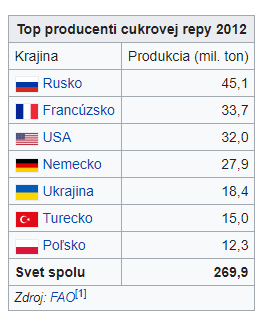 Top producenti cukrovej repy 2012
Krajina Produkcia (mil. ton)
Rusko 45,1
Francúzsko 33,7
USA 32,0
Nemecko 27,9
Ukrajina 18,4
Turecko 15,0
Poľsko 12,3
Svet spolu 269,9
Zdroj: FAO[1]